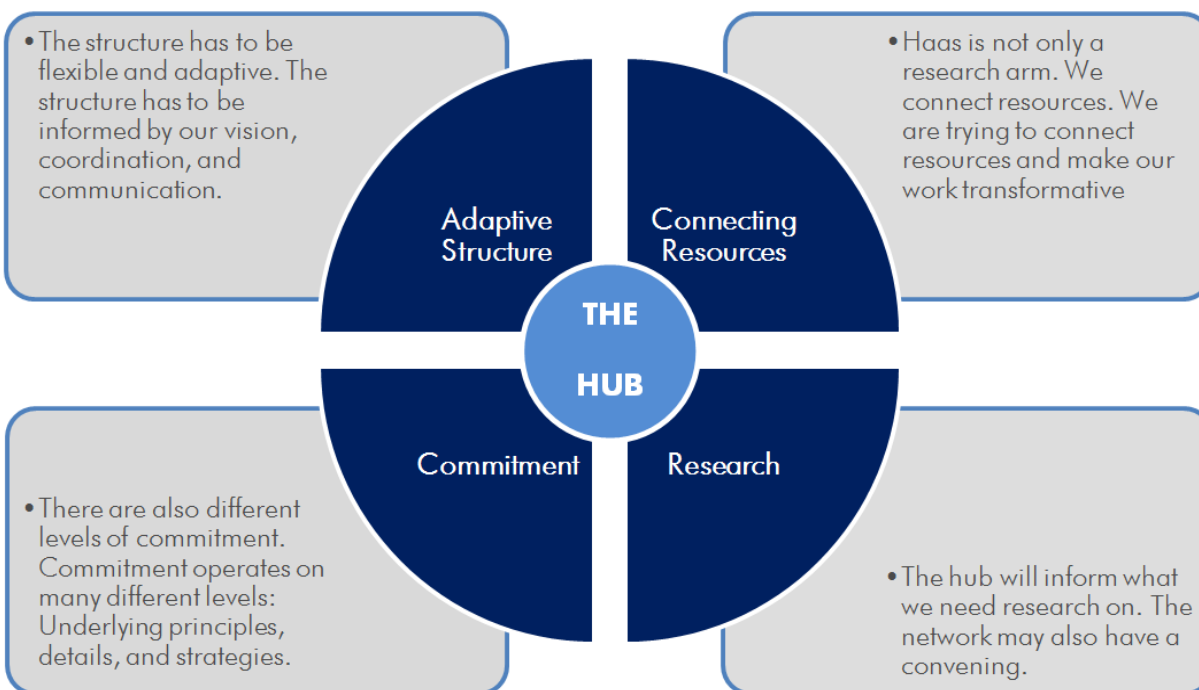 • The structure has to be
flexible and adaptive. The
structure has to be
informed by our vision,
coordination, and
communication.
• Haas is not only a
research arm. We
connect resources. We
are trying to connect
resources and make our
work transformative
Adaptive
Structure
Connecting
Resources
THE
HUB
Commitment
Research
• There are also different
levels of commitment.
Commitment operates on
many different levels:
Underlying principles,
details, and strategies.
• The hub will inform what
we need research on. The
network may also have a
convening.